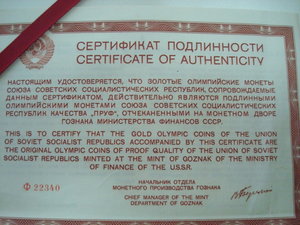 СЕРТИФИКАТ ПОДЛИННОСТИ
CERTIFICATE OF AUTHENTICITY
НАСТОЯЩИМ УДОСТОВЕРЯЕТСЯ, ЧТО ЗОЛОТЫЕ ОЛИМПИЙСКИЕ МОНЕТЫ
СОЮЗА СОВЕТСКИХ СОЦИАЛИСТИЧЕСКИХ РЕСПУБЛИК, СОПРОВОЖДАЕМЫЕ
ДАННЫМ СЕРТИФИКАТОМ, ДЕЙСТВИТЕЛЬНО ЯВЛЯЮТСЯ ПОДЛИННЫМИ
ОЛИМПИЙСКИМИ МОНЕТАМИ СОЮЗА СОВЕТСКИХ СОЦИАЛИСТИЧЕСКИХ
РЕСПУБЛИК КАЧЕСТВА „ПРУФ", ОТЧЕКАНЕННЫМИ НА МОНЕТНОМ ДВОРЕ
ГОЗНАКА МИНИСТЕРСТВА ФИНАНСОВ СССР.
THIS IS TO CERTIFY THAT THE GOLD OLYMPIC COINS OF THE UNION
OF SOVIET SOCIALIST REPUBLICS ACCOMPANIED BY THIS CERTIFICATE ARE
THE ORIGINAL OLYMPIC COINS OF PROOF QUALITY OF THE UNION OF SOVIET
SOCIALIST REPUBLICS MINTED AT THE MINT OF GOZNAK OF THE MINISTRY
OF FINANCE OF THE U.S.S.R.
Ф 22340
НАЧАЛЬНИК ОТДЕЛА
МОНЕТНОГО ПРОИЗВОДСТВА ГОЗНАКА
CHIEF MANAGER OF THE MINT
DEPARTMENT OF GOZNAK